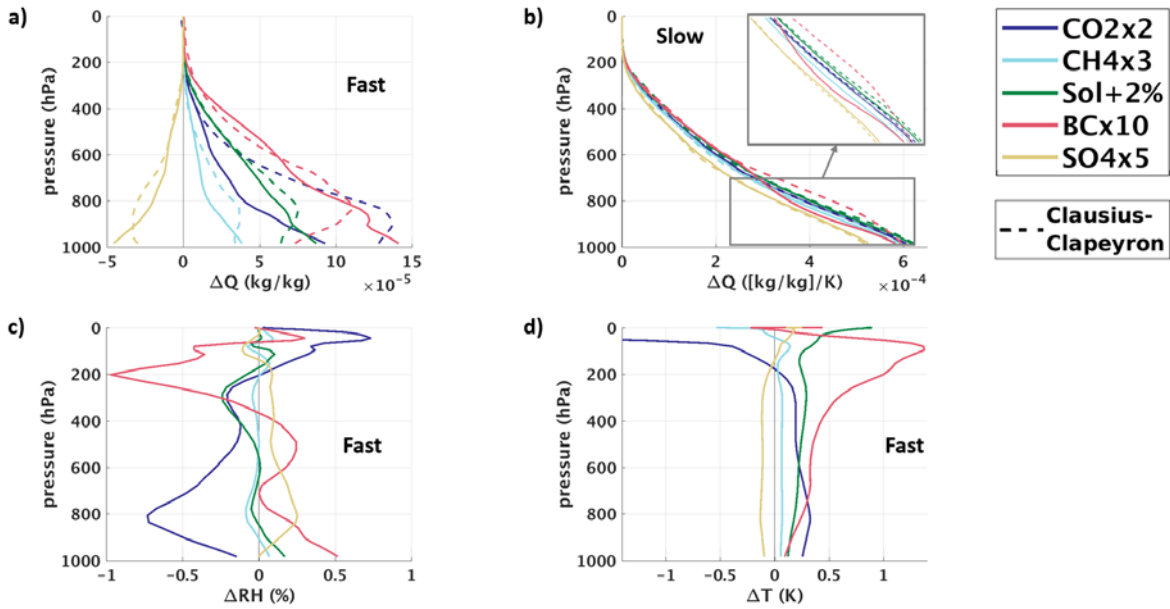 a)
0
200
400
600
800
1000
pressure (hPa)
Fast
-5 0 5 10 15
ΔQ (kg/kg) ×10⁻⁵
b)
0
200
400
600
800
1000
pressure (hPa)
Slow
0 2 4 6
ΔQ ([kg/kg]/K) ×10⁻⁴
CO2x2
CH4x3
Sol+2%
BCx10
SO4x5
Clausius-
Clapeyron
c)
0
200
400
600
800
1000
pressure (hPa)
Fast
−1 −0.5 0 0.5 1
ΔRH (%)
d)
0
200
400
600
800
1000
pressure (hPa)
Fast
−1 −0.5 0 0.5 1
ΔT (K)